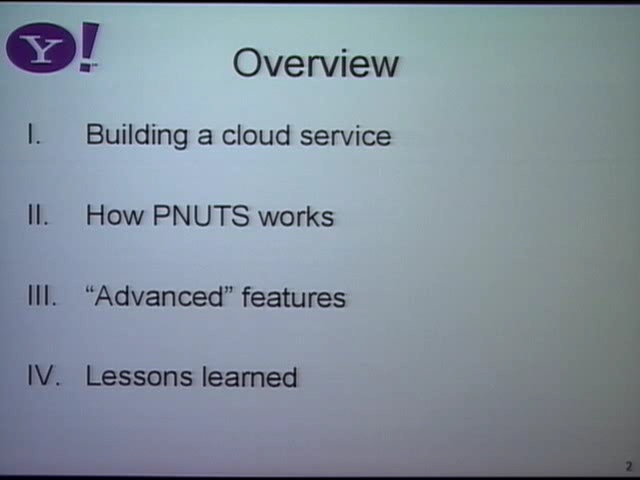 Y!
Overview
I. Building a cloud service
II. How PNUTS works
III. “Advanced” features
IV. Lessons learned
2